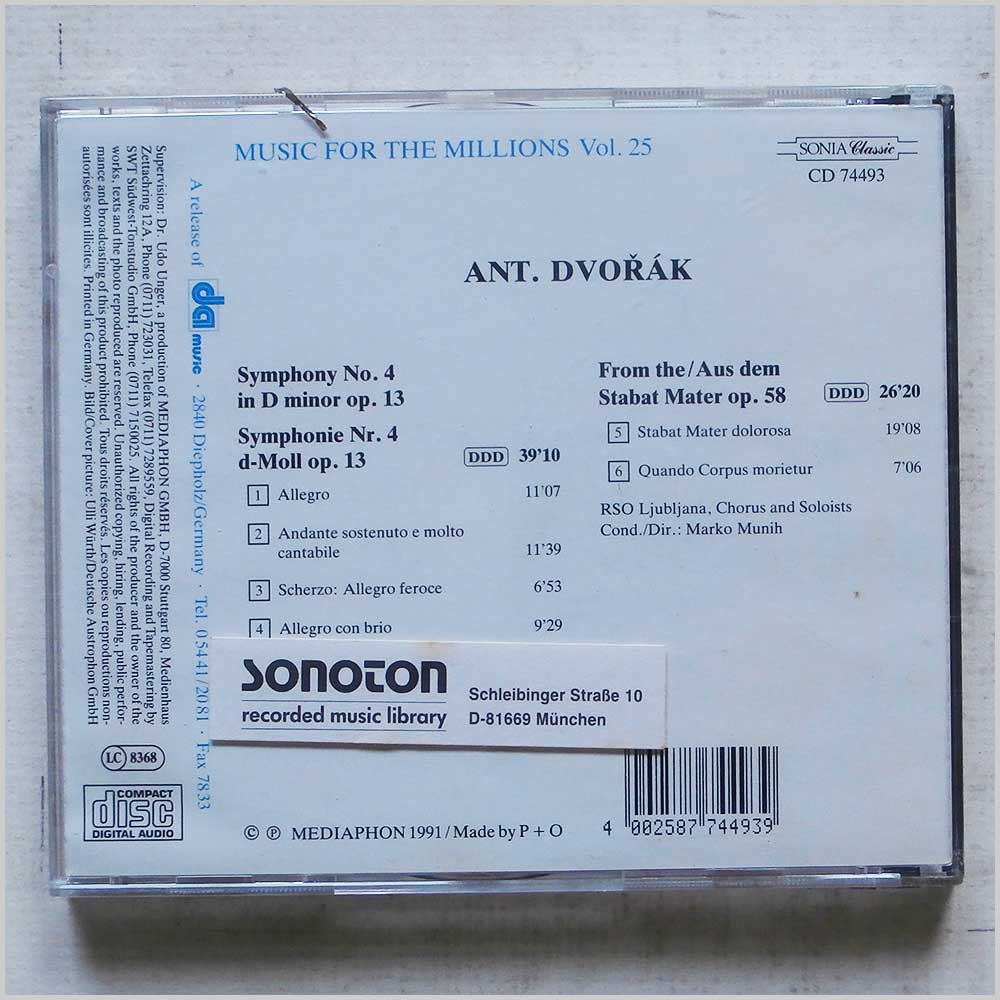 MUSIC FOR THE MILLIONS Vol. 25
SONIA Classic
CD 74493
ANT. DVOŘÁK
Symphony No. 4
in D minor op. 13
Symphonie Nr. 4
d-Moll op. 13 DDD 39'10
1 Allegro 11'07
2 Andante sostenuto e molto
cantabile 11'39
3 Scherzo: Allegro feroce 6'53
4 Allegro con brio 9'29
From the/Aus dem
Stabat Mater op. 58 DDD 26'20
5 Stabat Mater dolorosa 19'08
6 Quando Corpus morietur 7'06
RSO Ljubljana, Chorus and Soloists
Cond./Dir.: Marko Munih
sonoton
recorded music library
Schleibinger Straße 10
D-81669 München
© ℗ MEDIAPHON 1991/Made by P + O
4 002587 744939
A release of da music · 2840 Diepholz/Germany · Tel. 05441/2081 · Fax 7833
Supervision: Dr. Udo Unger, a production of MEDIAPHON GMBH, D-7000 Stuttgart 80, Medienhaus
Zettachring 12A, Phone (0711) 723031, Telefax (0711) 7289559, Digital Recording and Tapemastering by
SWT Südwest-Tonstudio GmbH, Phone (0711) 7150025. All rights of the producer and the owner of the
works, texts and the photo reproduced are reserved. Unauthorized copying, hiring, lending, public perfor-
mance and broadcasting of this product prohibited. Tous droits réservés. Les copies ou reproductions non-
autorisées sont illicites. Printed in Germany. Bild/Cover picture: Ulli Würth/Deutsche Austrophon GmbH
LC 8368
COMPACT
disc
DIGITAL AUDIO